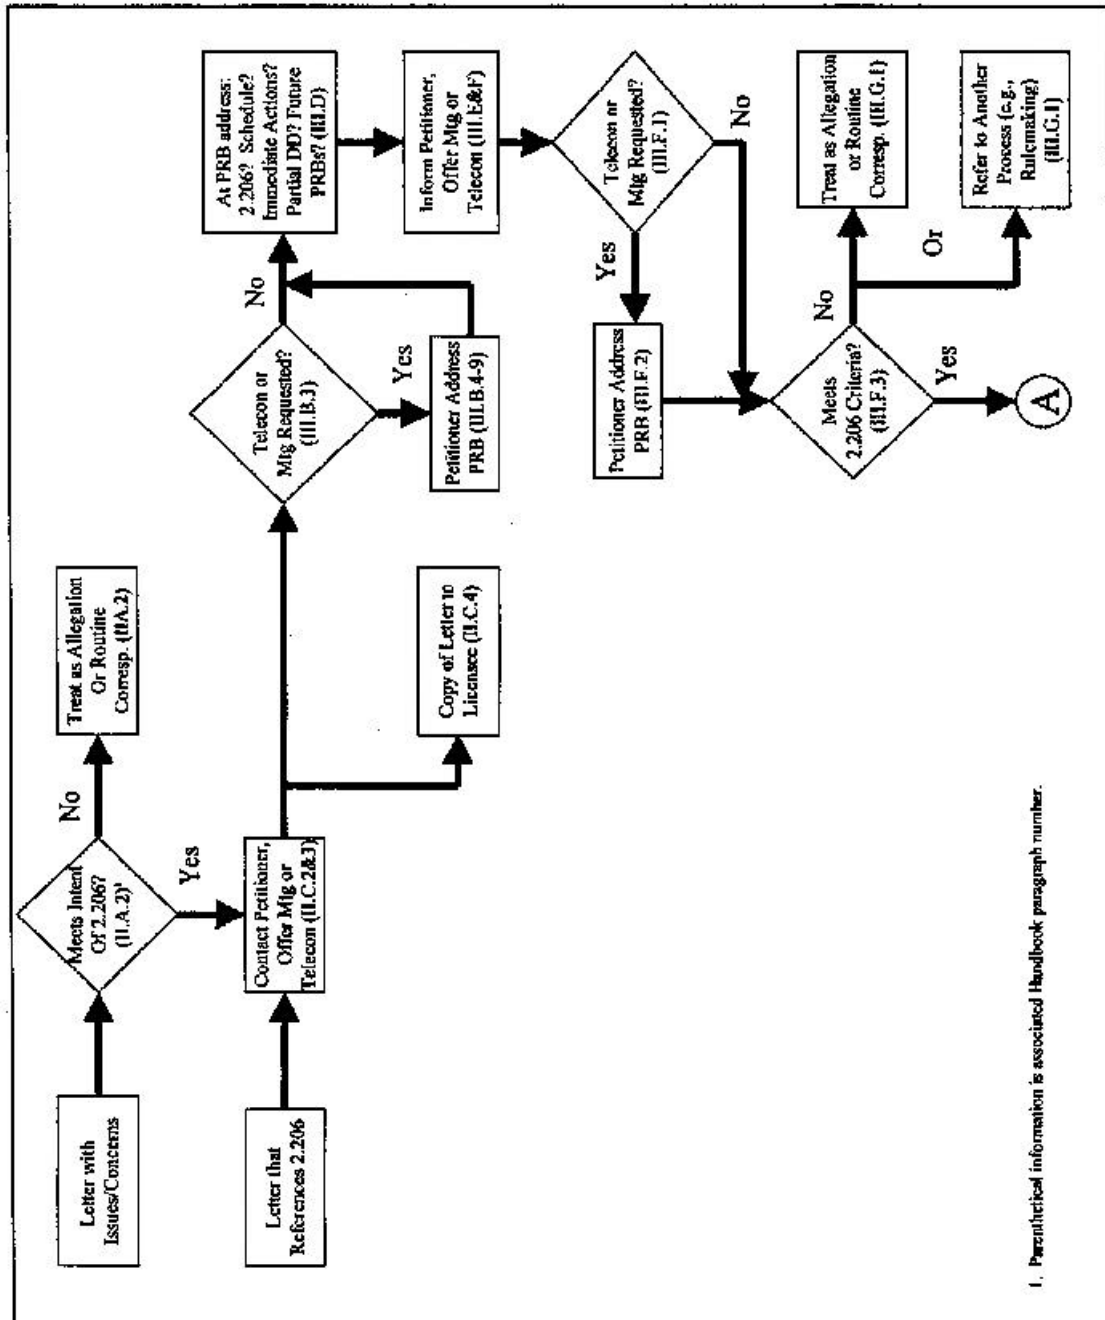 Letter with
Issues/Concerns
Meets Intent
Of 2.206?
(II.A.2)¹
No
Treat as Allegation
Or Routine
Corresp. (IIA.2)
Yes
Letter that
References 2.206
Contact Petitioner,
Offer Mtg or
Telecon (II.C.2&3)
Copy of Letter to
Licensee (II.C.4)
Telecon or
Mtg Requested?
(III.B.3)
No
Yes
Petitioner Address
PRB (III.B.4-9)
At PRB address:
2.206? Schedule?
Immediate Actions?
Partial DD? Future
PRBs? (III.D)
Inform Petitioner,
Offer Mtg or
Telecon (III.E&F)
Telecon or
Mtg Requested?
(III.F.1)
No
Yes
Petitioner Address
PRB (III.F.2)
Meets
2.206 Criteria?
(III.F.3)
No
Treat as Allegation
or Routine
Corresp. (III.G.1)
Or
Refer to Another
Process (e.g.,
Rulemaking)
(III.G.1)
Yes
A
1. Parenthetical information is associated Handbook paragraph number.